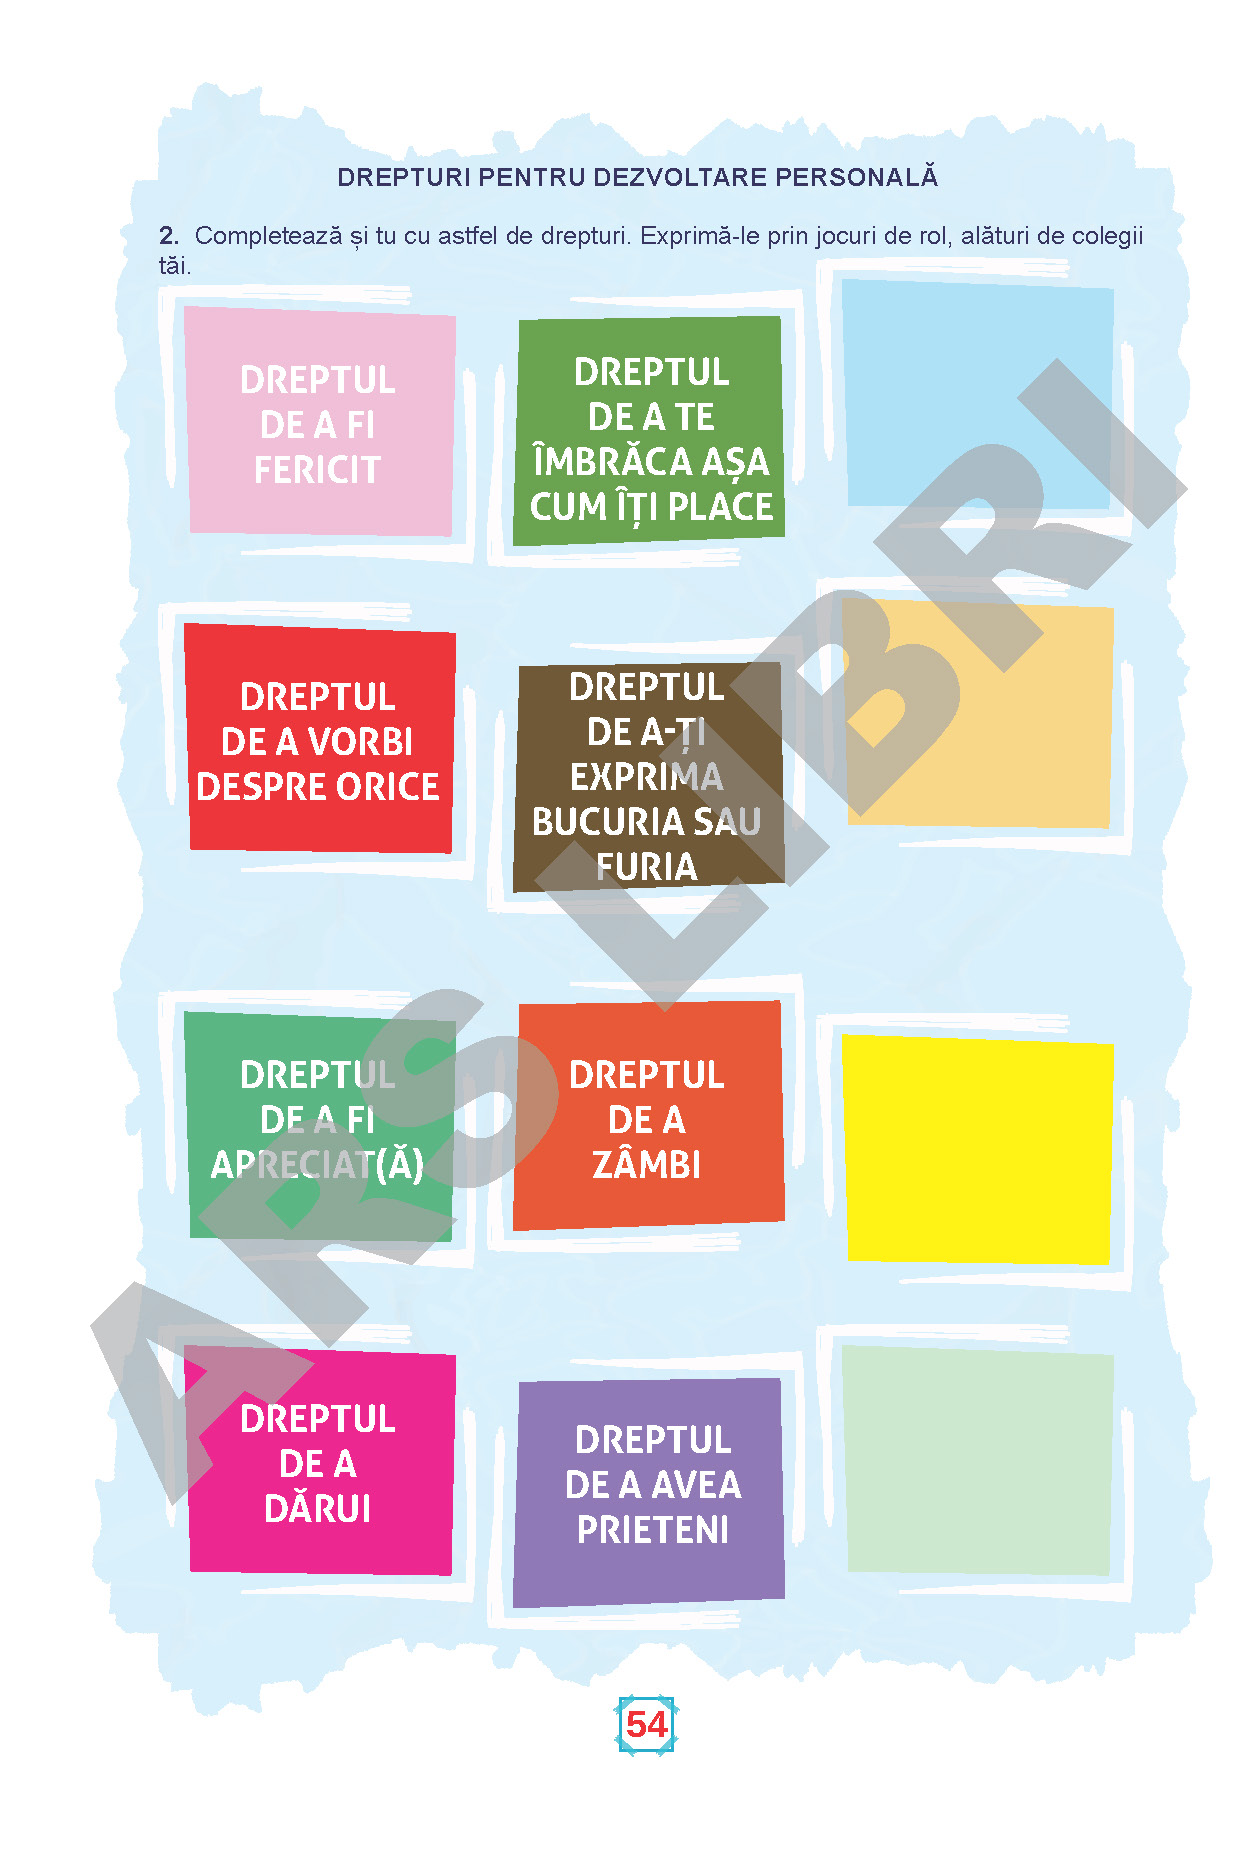 DREPTURI PENTRU DEZVOLTARE PERSONALĂ
2. Completează și tu cu astfel de drepturi. Exprimă-le prin jocuri de rol, alături de colegii
tăi.
DREPTUL
DE A FI
FERICIT
DREPTUL
DE A TE
ÎMBRĂCA AȘA
CUM ÎȚI PLACE
DREPTUL
DE A VORBI
DESPRE ORICE
DREPTUL
DE A-ȚI
EXPRIMA
BUCURIA SAU
FURIA
DREPTUL
DE A FI
APRECIAT(Ă)
DREPTUL
DE A
ZÂMBI
DREPTUL
DE A
DĂRUI
DREPTUL
DE A AVEA
PRIETENI
ARS LIBRI
54